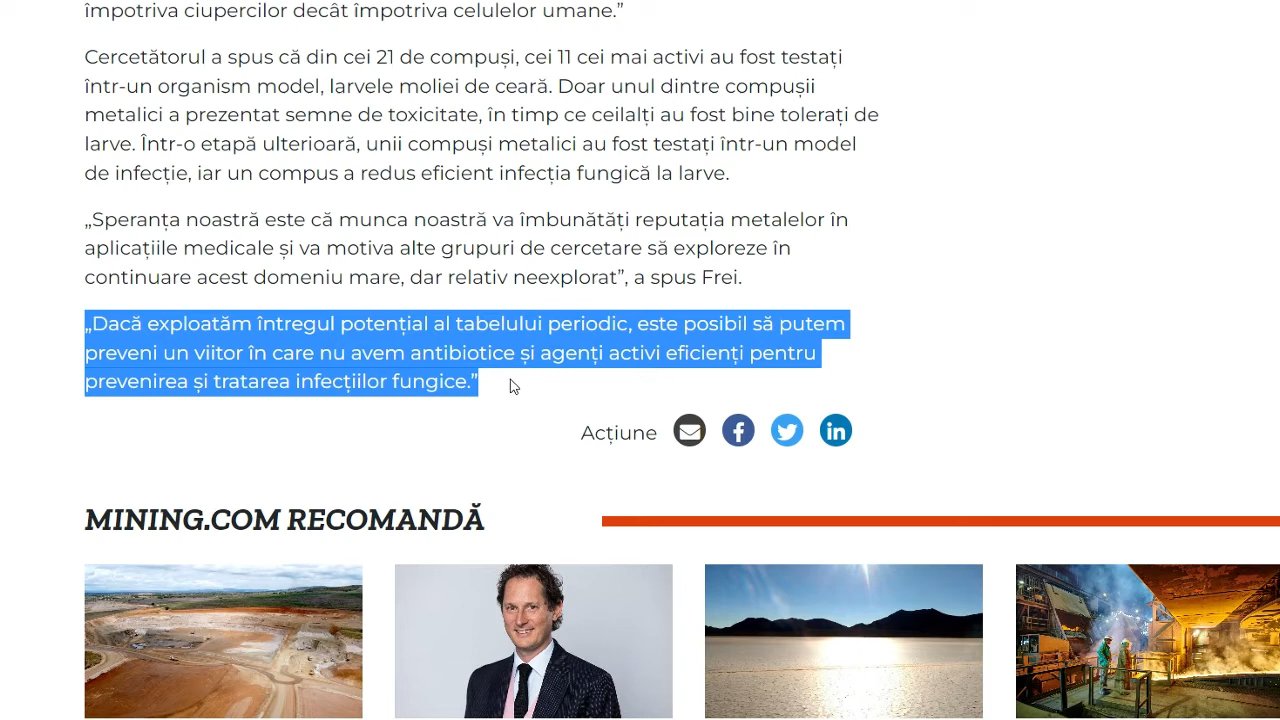 împotriva ciupercilor decât împotriva celulelor umane.”
Cercetătorul a spus că din cei 21 de compuși, cei 11 cei mai activi au fost testați
într-un organism model, larvele moliei de ceară. Doar unul dintre compușii
metalici a prezentat semne de toxicitate, în timp ce ceilalți au fost bine tolerați de
larve. Într-o etapă ulterioară, unii compuși metalici au fost testați într-un model
de infecție, iar un compus a redus eficient infecția fungică la larve.
„Speranța noastră este că munca noastră va îmbunătăți reputația metalelor în
aplicațiile medicale și va motiva alte grupuri de cercetare să exploreze în
continuare acest domeniu mare, dar relativ neexplorat”, a spus Frei.
„Dacă exploatăm întregul potențial al tabelului periodic, este posibil să putem
preveni un viitor în care nu avem antibiotice și agenți activi eficienți pentru
prevenirea și tratarea infecțiilor fungice.”
Acțiune
MINING.COM RECOMANDĂ